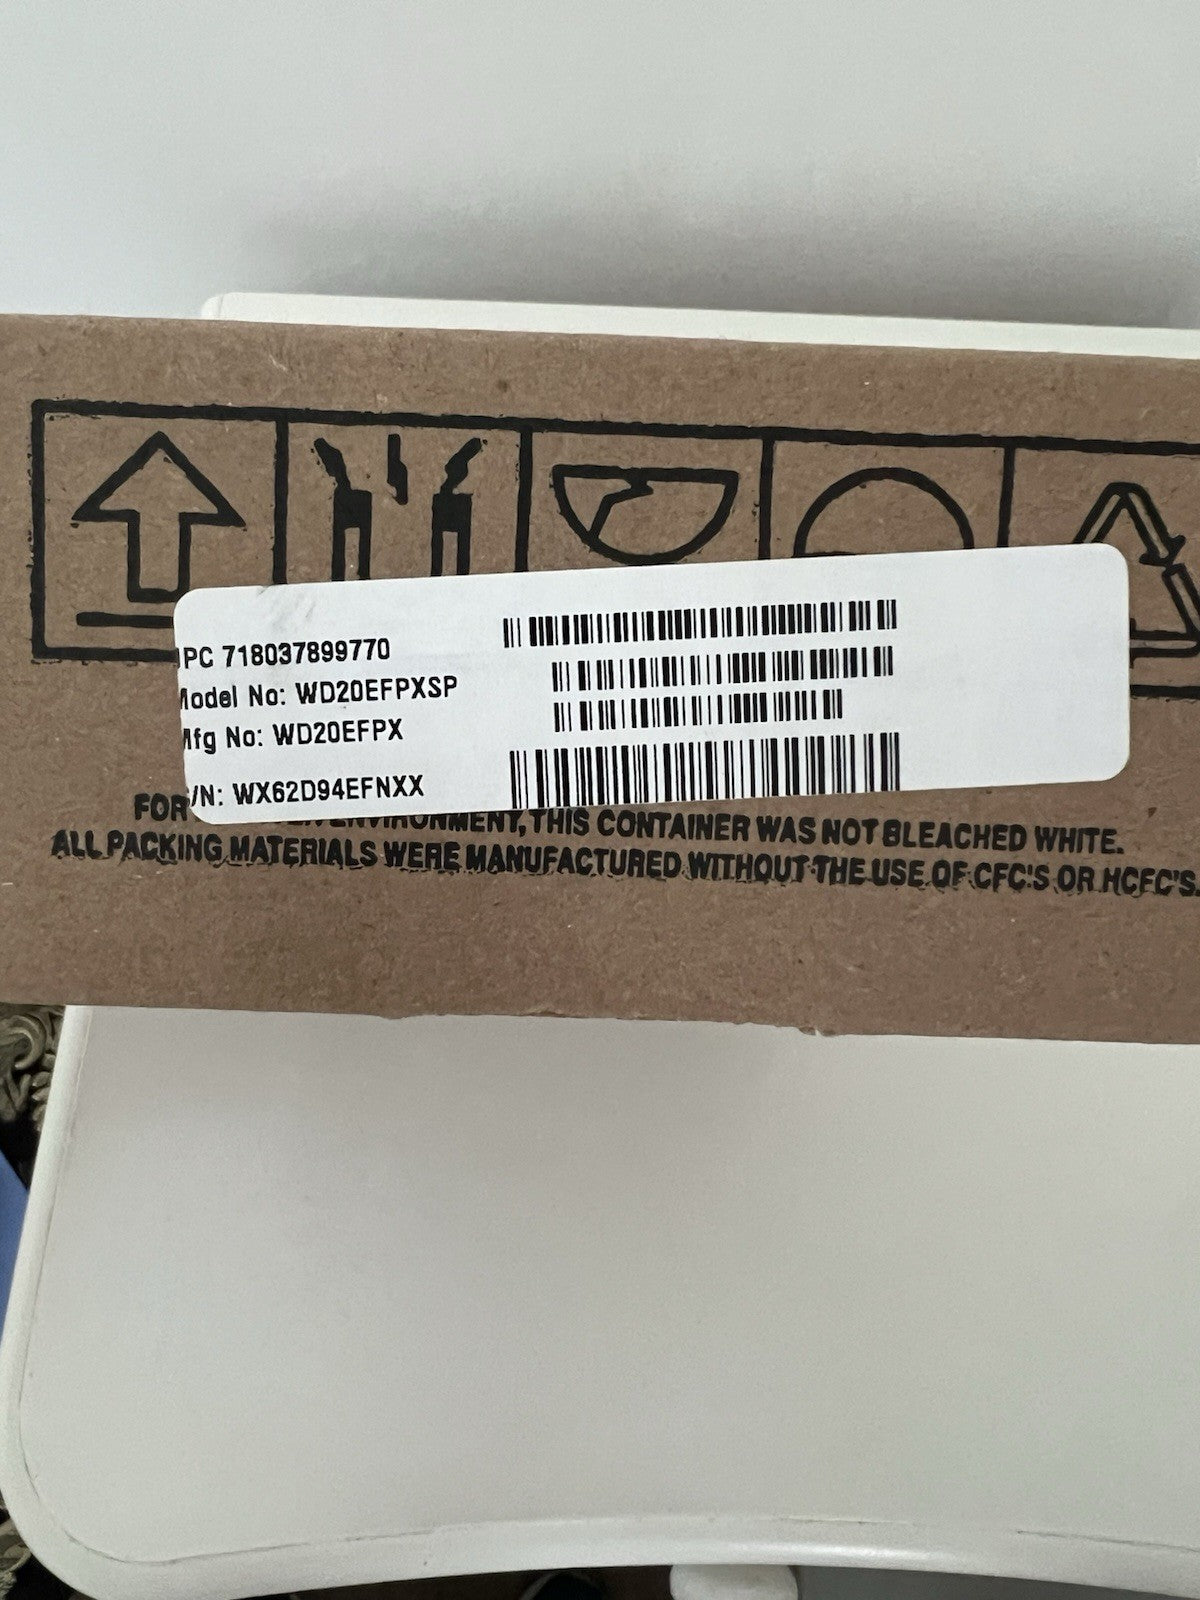 PC 718037899770
Model No: WD20EFPXSP
Mfg No: WD20EFPX
/N: WX62D94EFNXX
FOR ENVIRONMENT, THIS CONTAINER WAS NOT BLEACHED WHITE.
ALL PACKING MATERIALS WERE MANUFACTURED WITHOUT THE USE OF CFC'S OR HCFC'S.